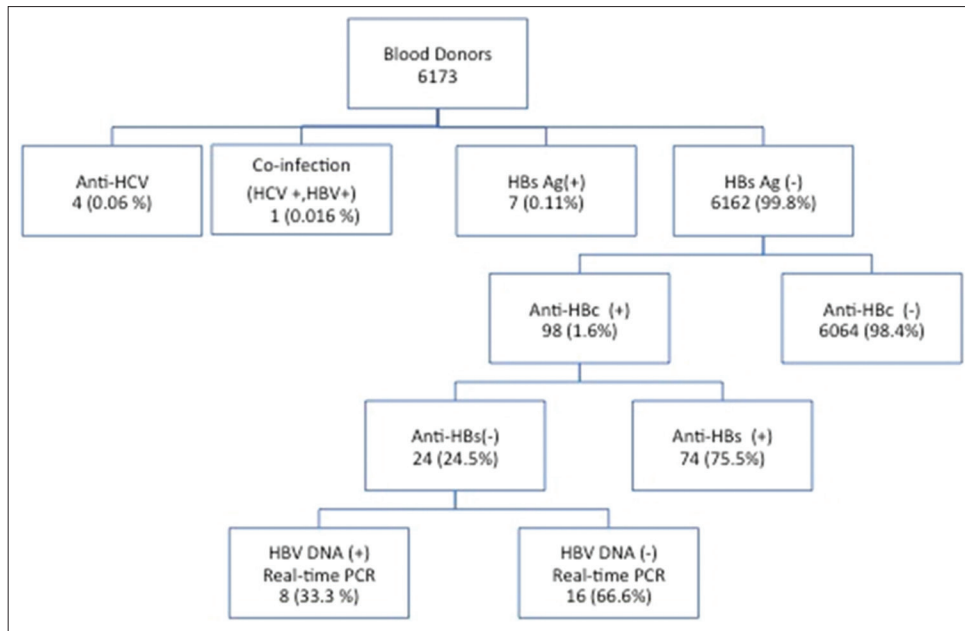 Blood Donors
6173
Anti-HCV
4 (0.06 %)
Co-infection
(HCV +,HBV+)
1 (0.016 %)
HBs Ag(+)
7 (0.11%)
HBs Ag (-)
6162 (99.8%)
Anti-HBc (+)
98 (1.6%)
Anti-HBc (-)
6064 (98.4%)
Anti-HBs(-)
24 (24.5%)
Anti-HBs (+)
74 (75.5%)
HBV DNA (+)
Real-time PCR
8 (33.3 %)
HBV DNA (-)
Real-time PCR
16 (66.6%)